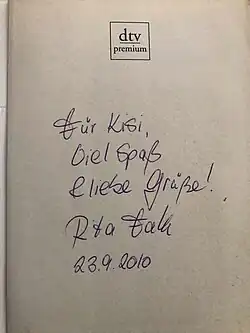 dtv
premium
Für Kisi,
Viel Spaß
& liebe Grüße!
Rita Falk
23.9.2010